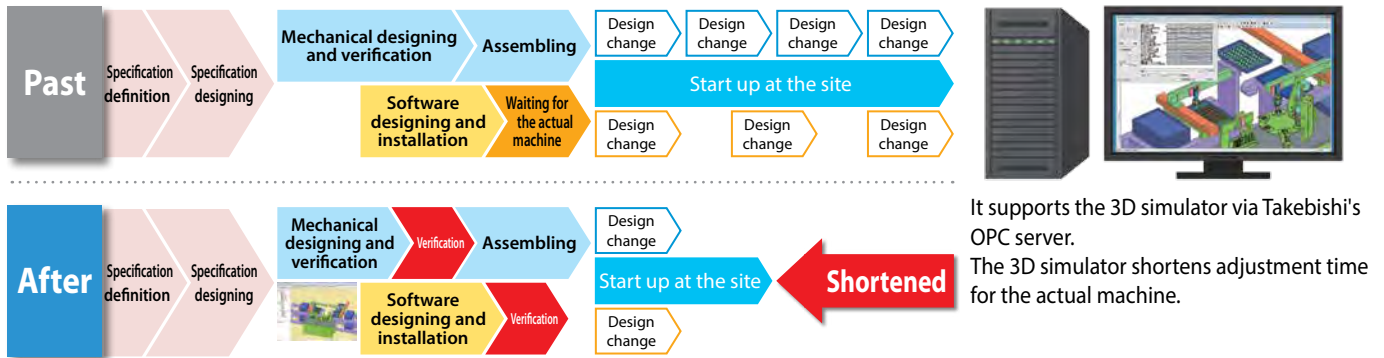 Past
Specification
definition
Specification
designing
Mechanical designing
and verification
Assembling
Software
designing and
installation
Waiting for
the actual
machine
Design
change
Design
change
Design
change
Design
change
Start up at the site
Design
change
Design
change
Design
change
After
Specification
definition
Specification
designing
Mechanical
designing and
verification
Verification
Assembling
Software
designing and
installation
Verification
Design
change
Start up at the site
Design
change
Shortened
It supports the 3D simulator via Takebishi's
OPC server.
The 3D simulator shortens adjustment time
for the actual machine.